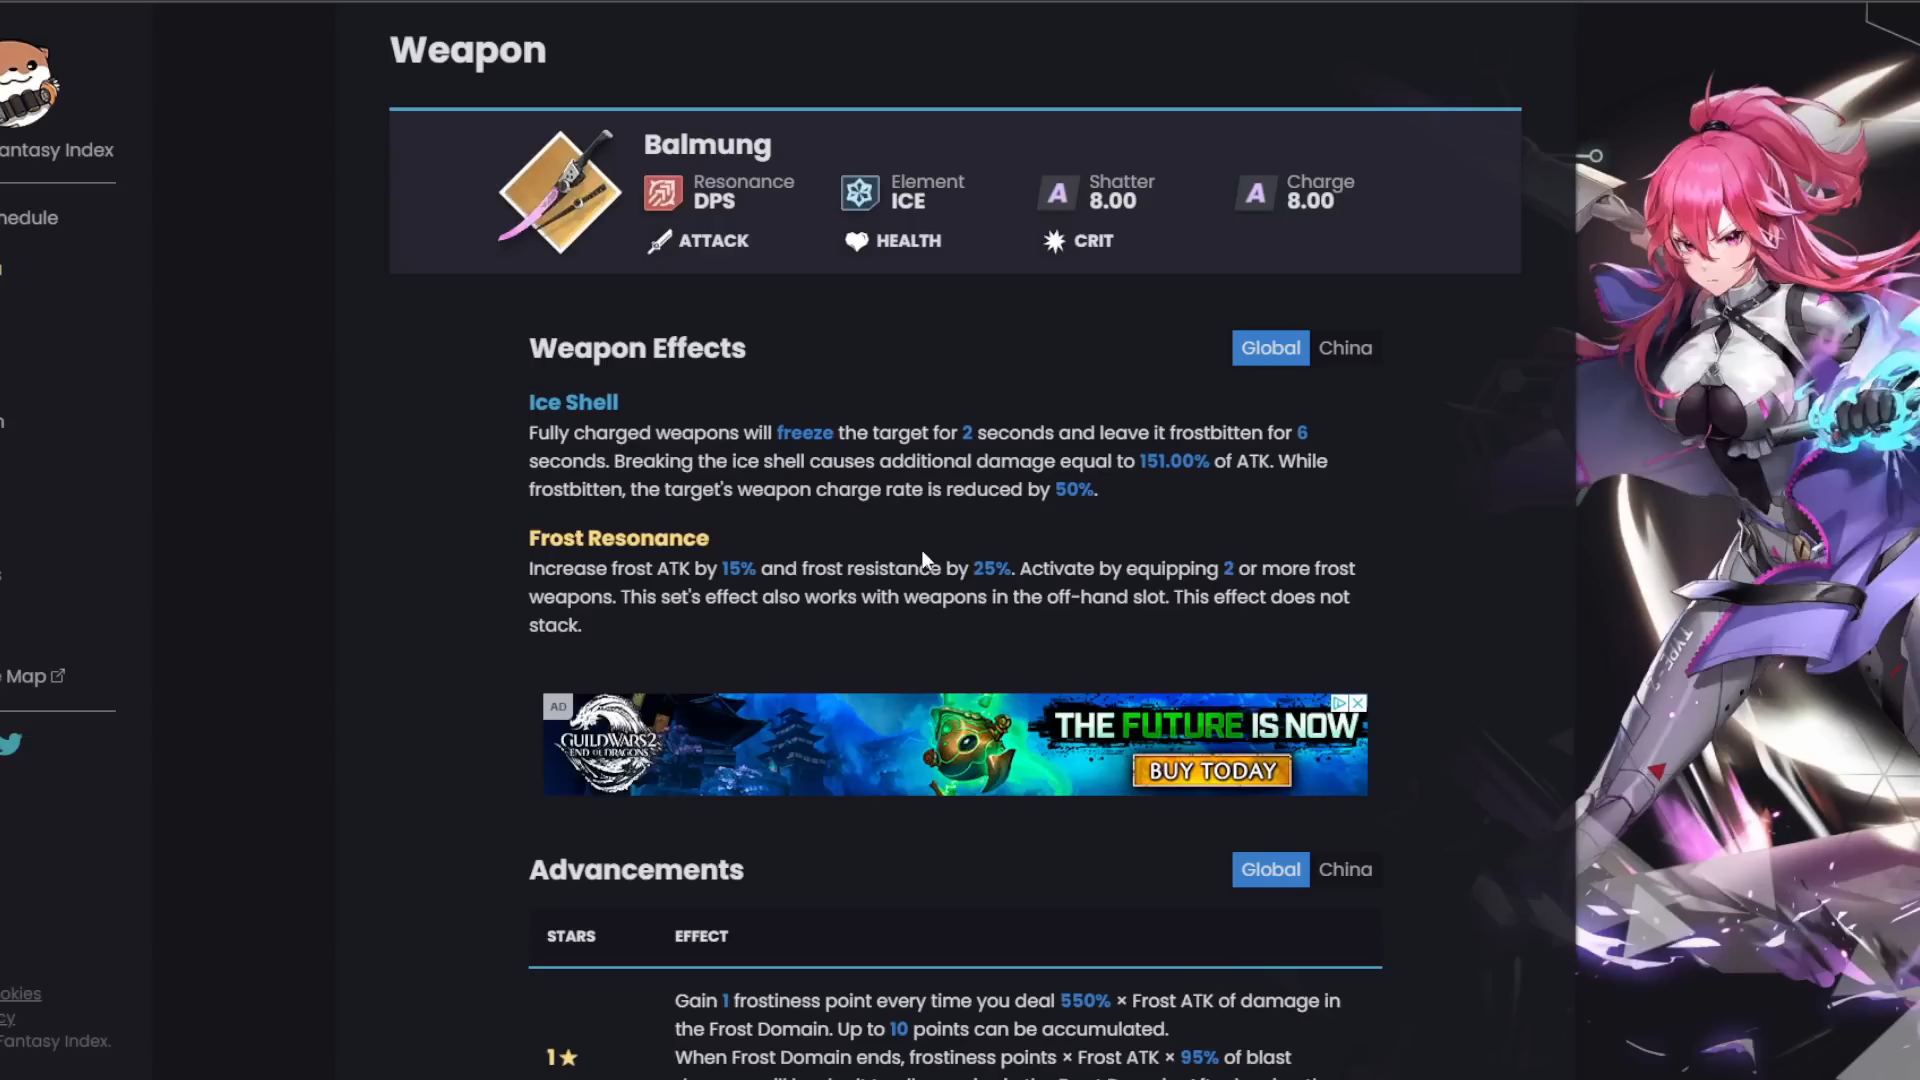 Weapon
Balmung
Resonance
DPS
Element
ICE
A
Shatter
8.00
A
Charge
8.00
ATTACK
HEALTH
CRIT
antasy Index
hedule
Weapon Effects
Global China
Ice Shell
Fully charged weapons will freeze the target for 2 seconds and leave it frostbitten for 6
seconds. Breaking the ice shell causes additional damage equal to 151.00% of ATK. While
frostbitten, the target's weapon charge rate is reduced by 50%.
Frost Resonance
Increase frost ATK by 15% and frost resistance by 25%. Activate by equipping 2 or more frost
weapons. This set's effect also works with weapons in the off-hand slot. This effect does not
stack.
Map
AD
GUILD WARS 2
END OF DRAGONS
THE FUTURE IS NOW
BUY TODAY
Advancements
Global China
STARS EFFECT
Gain 1 frostiness point every time you deal 550% × Frost ATK of damage in
the Frost Domain. Up to 10 points can be accumulated.
1★ When Frost Domain ends, frostiness points × Frost ATK × 95% of blast
okies
cy
Fantasy Index.
TYPE